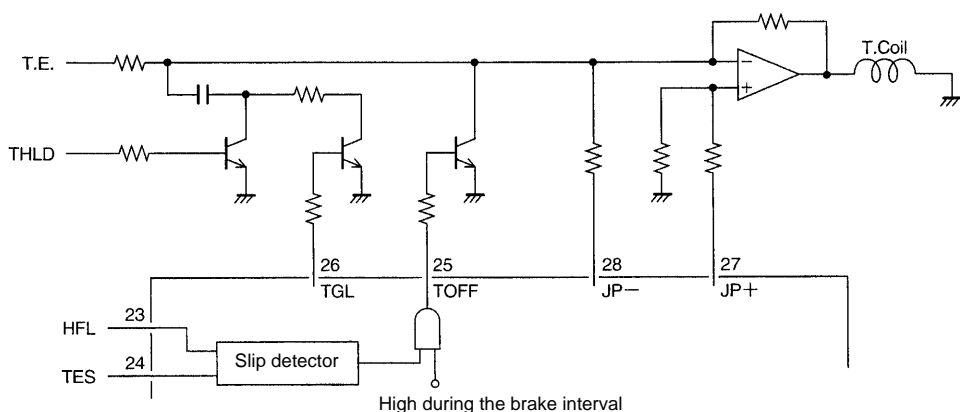 T.Coil
T.E.
−
+
THLD
26 25 28 27
TGL TOFF JP− JP+
23
HFL
24
TES
Slip detector
High during the brake interval